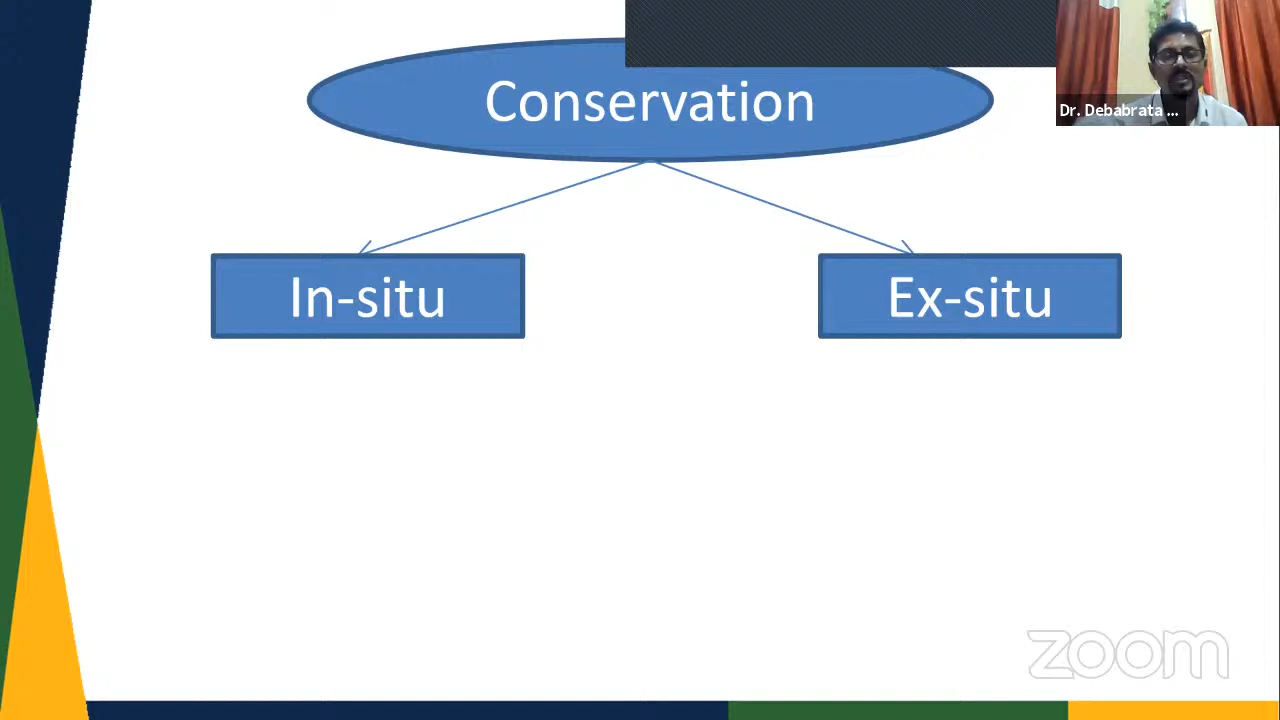 Conservation
Dr. Debabrata ...
In-situ
Ex-situ
zoom